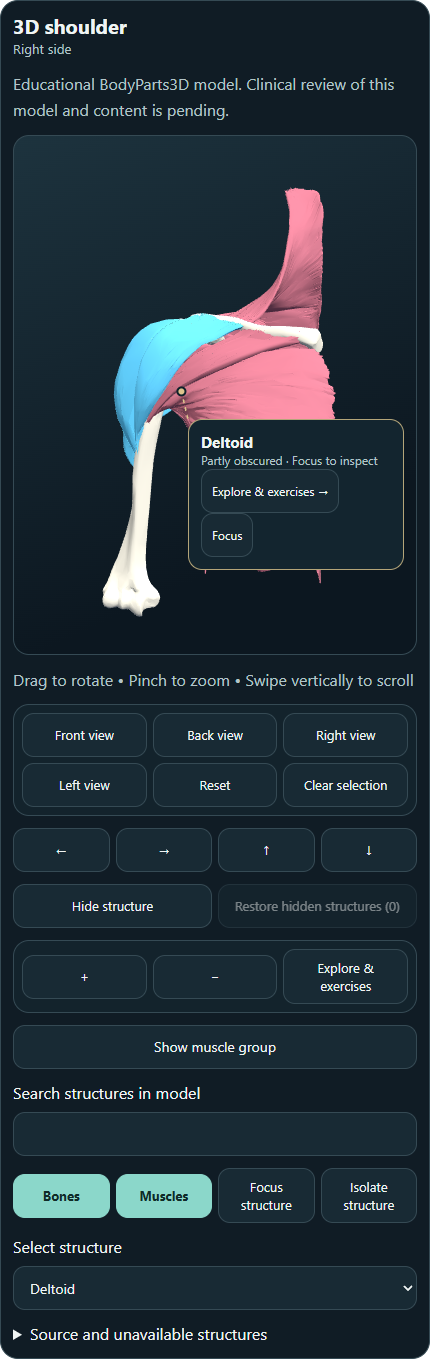 3D shoulder
Right side
Educational BodyParts3D model. Clinical review of this
model and content is pending.
Deltoid
Partly obscured · Focus to inspect
Explore & exercises →
Focus
Drag to rotate • Pinch to zoom • Swipe vertically to scroll
Front view
Back view
Right view
Left view
Reset
Clear selection
←
→
↑
↓
Hide structure
Restore hidden structures (0)
+
−
Explore &
exercises
Show muscle group
Search structures in model
Bones
Muscles
Focus
structure
Isolate
structure
Select structure
Deltoid
▶ Source and unavailable structures